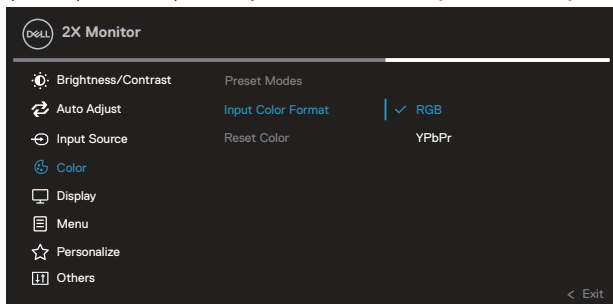 DELL 2X Monitor
Brightness/Contrast Preset Modes
Auto Adjust Input Color Format ✓ RGB
Input Source Reset Color YPbPr
Color
Display
Menu
Personalize
Others
< Exit